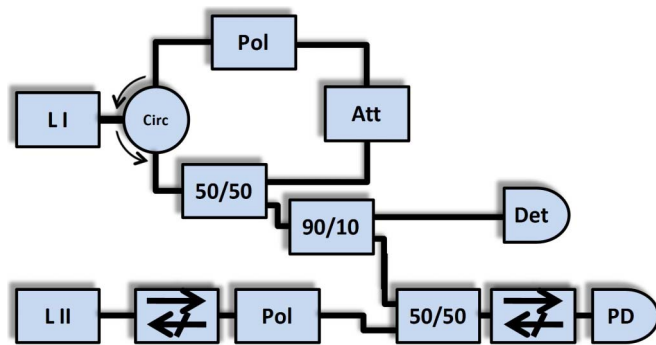 Pol
L I
Circ
Att
50/50
90/10
Det
L II
Pol
50/50
PD